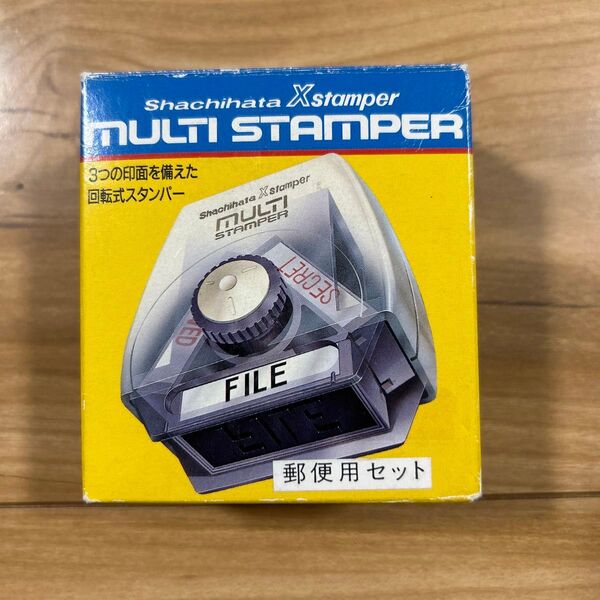 Shachihata Xstamper
MULTI STAMPER
3つの印面を備えた
回転式スタンパー
Shachihata Xstamper
MULTI
STAMPER
SECRET
FILE
FILE
郵便用セット